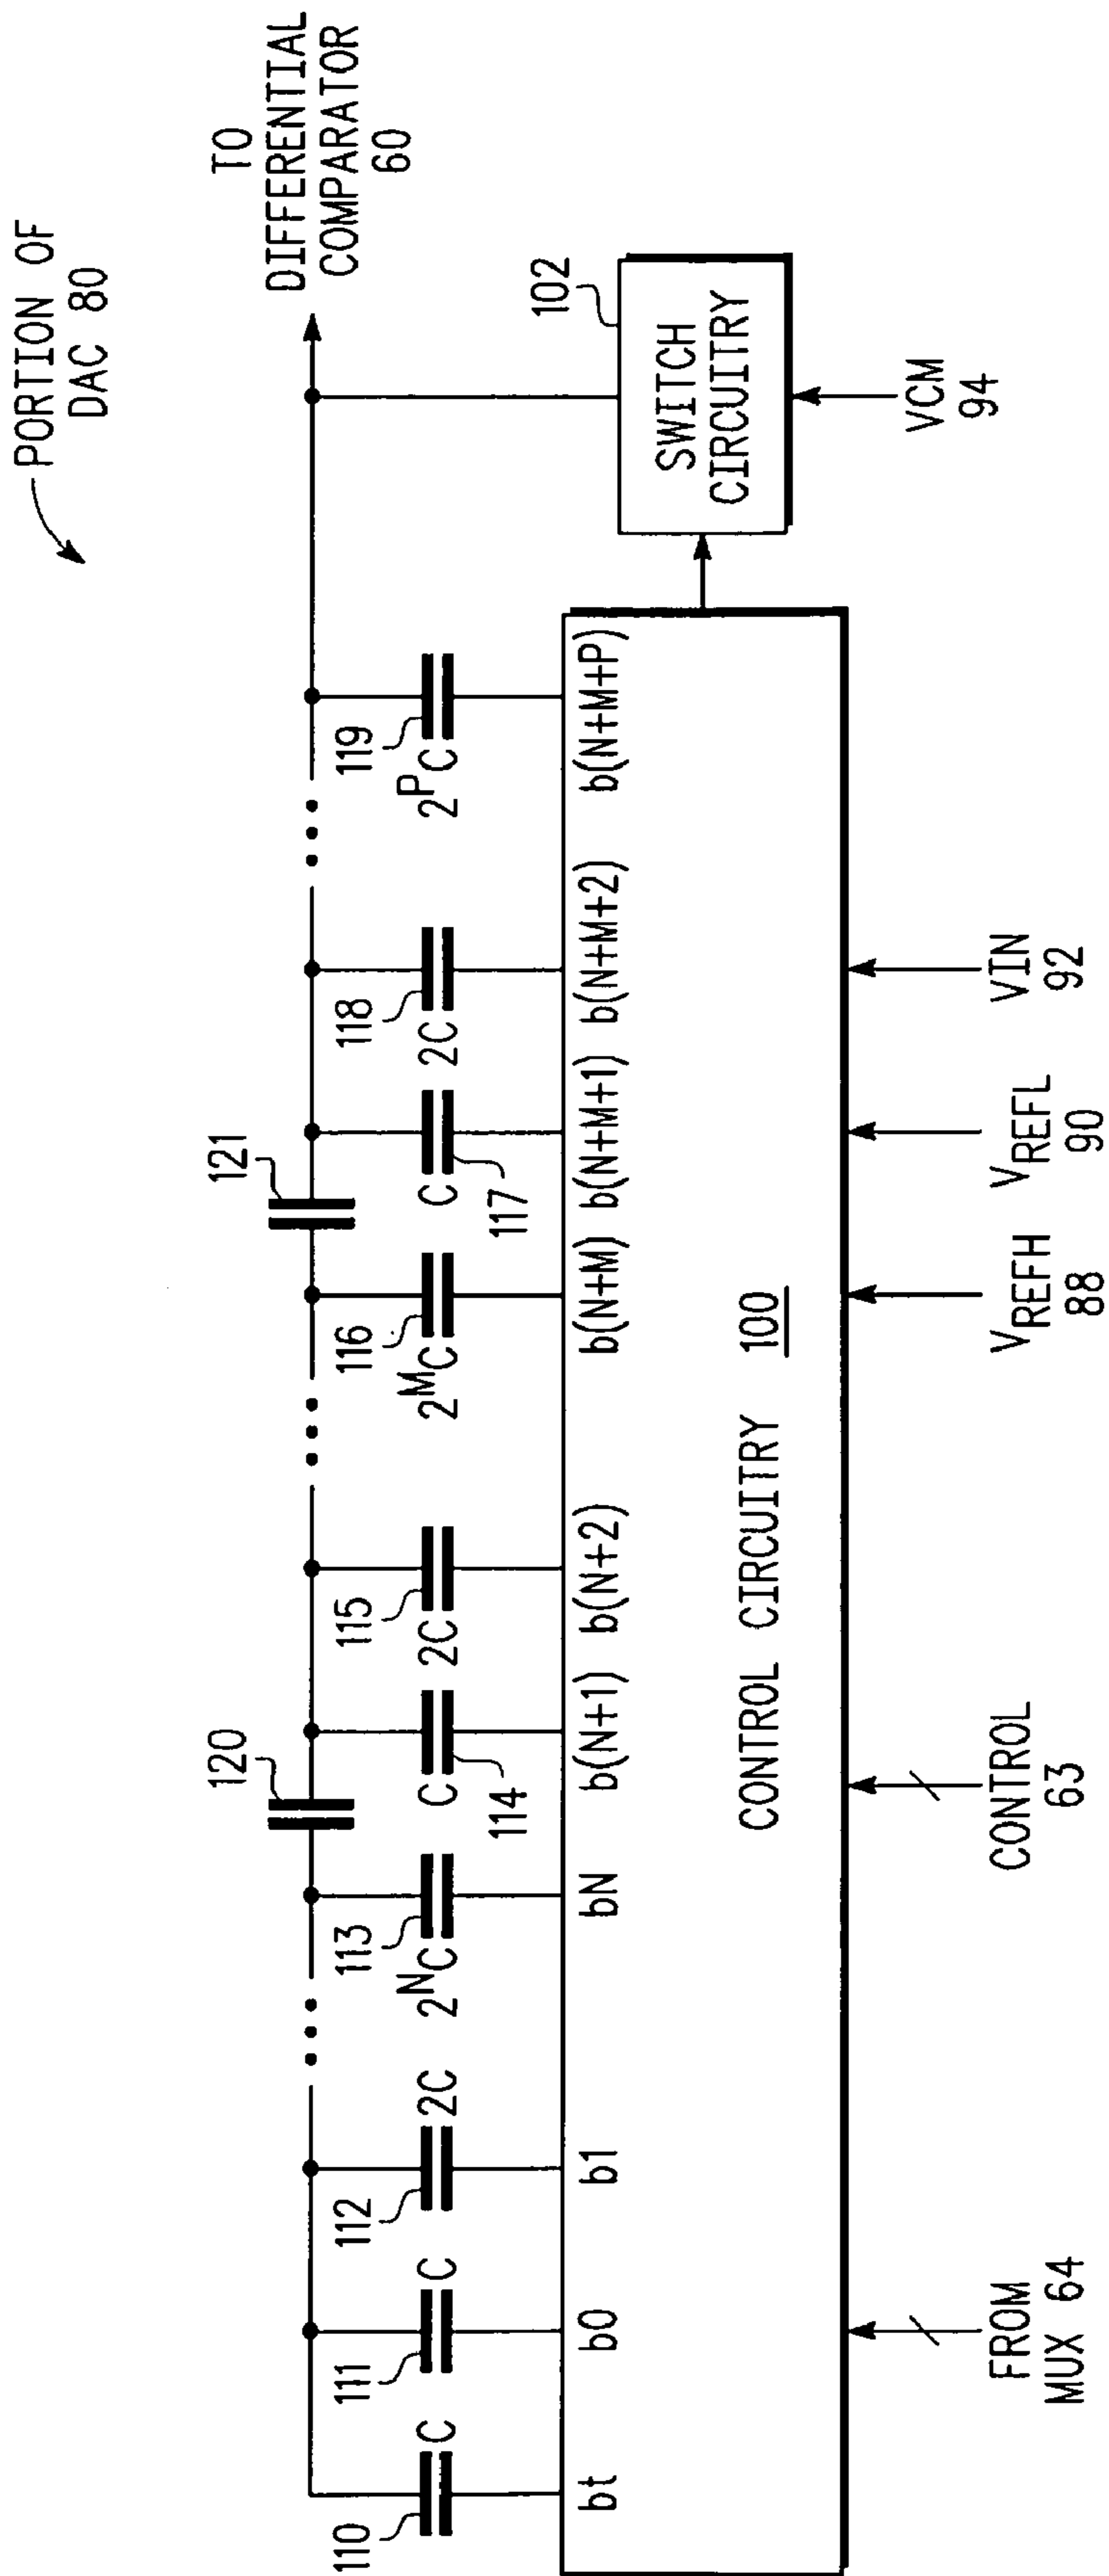 PORTION OF
DAC 80
TO
DIFFERENTIAL
COMPARATOR
60
120
121
110
C
111
C
112
2C
113
2^N C
C
114
115
2C
116
2^M C
C
117
118
2C
119
2^P C
bt
b0
b1
bN
b(N+1)
b(N+2)
b(N+M)
b(N+M+1)
b(N+M+2)
b(N+M+P)
CONTROL CIRCUITRY 100
102
SWITCH
CIRCUITRY
VCM
94
FROM
MUX 64
CONTROL
63
VREFH
88
VREFL
90
VIN
92